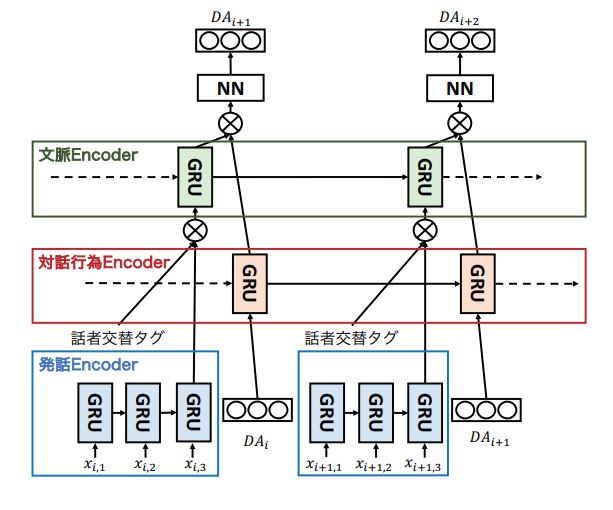 DA_{i+1} DA_{i+2}
NN NN
文脈Encoder
GRU GRU
対話行為Encoder
GRU GRU
話者交替タグ 話者交替タグ
発話Encoder
GRU GRU GRU GRU GRU GRU
DA_i DA_{i+1}
x_{i,1} x_{i,2} x_{i,3} x_{i+1,1} x_{i+1,2} x_{i+1,3}